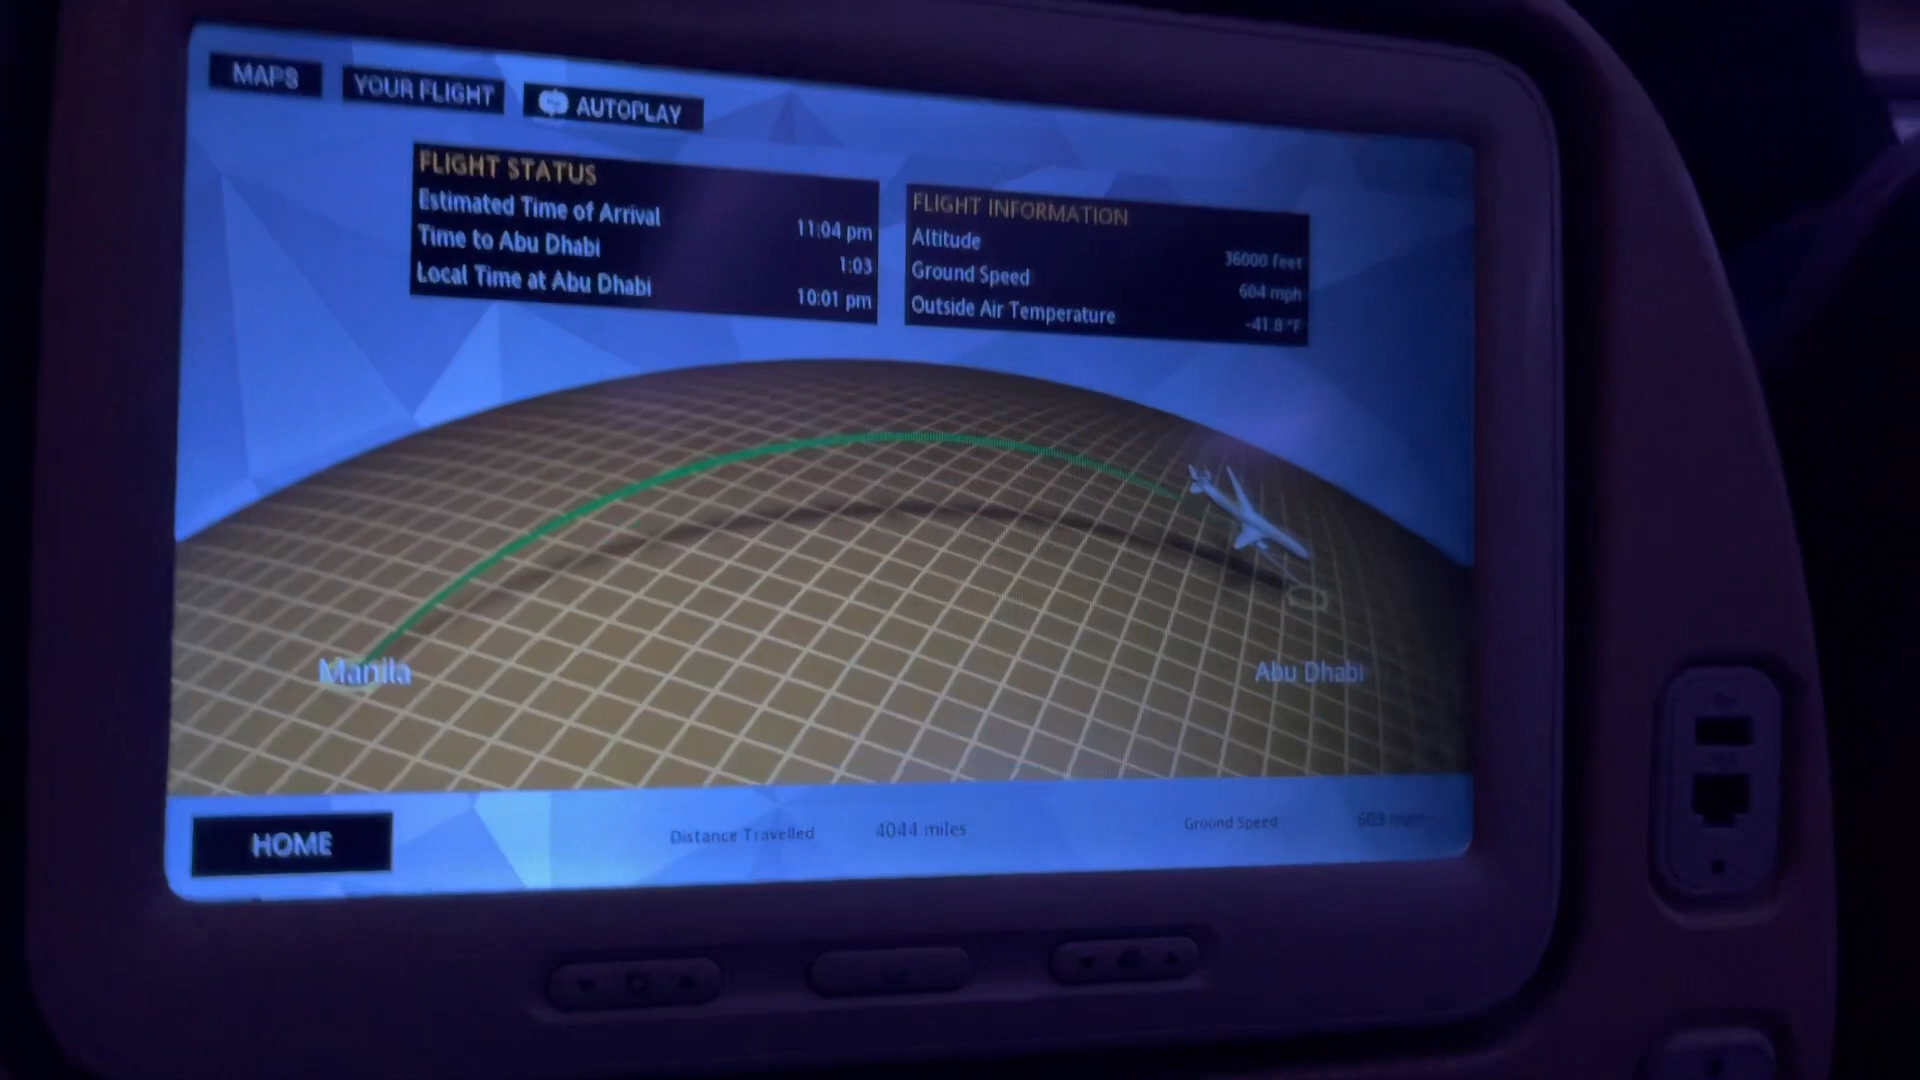 MAPS
YOUR FLIGHT
AUTOPLAY
FLIGHT STATUS
Estimated Time of Arrival 11:04 pm
Time to Abu Dhabi 1:03
Local Time at Abu Dhabi 10:01 pm
FLIGHT INFORMATION
Altitude 36000 feet
Ground Speed 604 mph
Outside Air Temperature -41.8 °F
Manila
Abu Dhabi
HOME
Distance Travelled 4044 miles
Ground Speed 603 mph